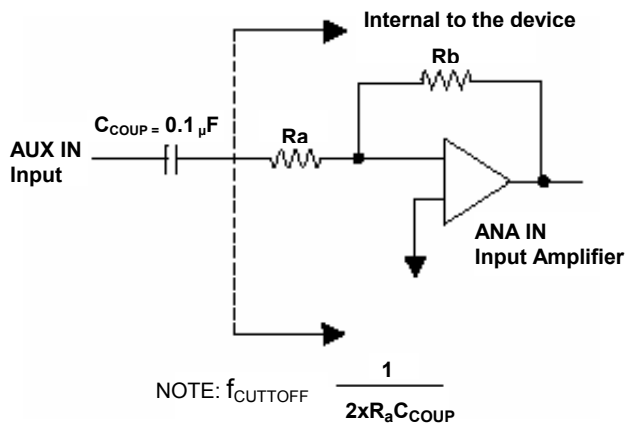 Internal to the device
Rb
C_COUP = 0.1 µF
Ra
AUX IN
Input
ANA IN
Input Amplifier
NOTE: f_CUTTOFF
1
2xR_aC_COUP